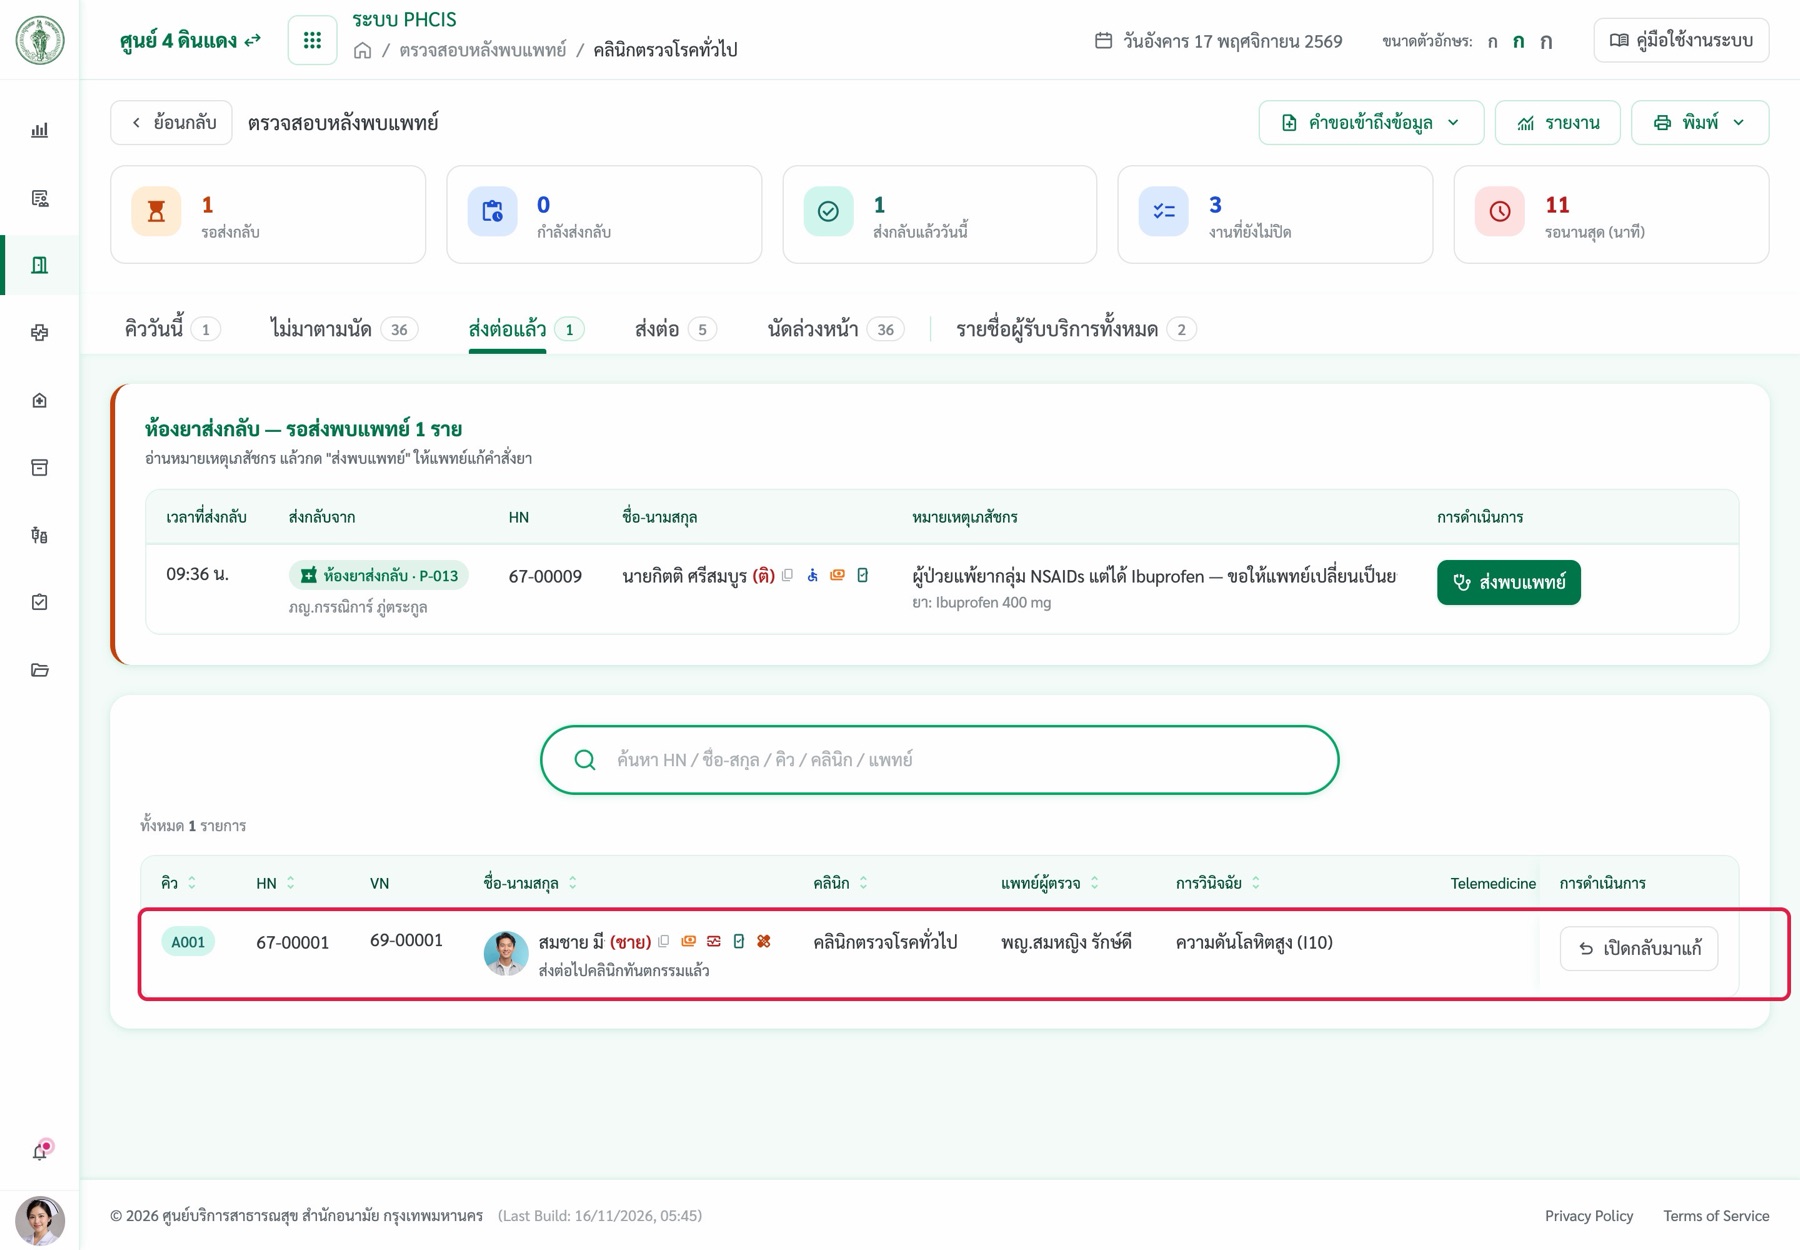 ศูนย์ 4 ดินแดง
ระบบ PHCIS
/ ตรวจสอบหลังพบแพทย์ / คลินิกตรวจโรคทั่วไป
วันอังคาร 17 พฤศจิกายน 2569
ขนาดตัวอักษร: ก ก ก
คู่มือใช้งานระบบ
ย้อนกลับ
ตรวจสอบหลังพบแพทย์
คำขอเข้าถึงข้อมูล
รายงาน
พิมพ์
1
รอส่งกลับ
0
กำลังส่งกลับ
1
ส่งกลับแล้ววันนี้
3
งานที่ยังไม่ปิด
11
รอนานสุด (นาที)
คิววันนี้ 1
ไม่มาตามนัด 36
ส่งต่อแล้ว 1
ส่งต่อ 5
นัดล่วงหน้า 36
รายชื่อผู้รับบริการทั้งหมด 2
ห้องยาส่งกลับ — รอส่งพบแพทย์ 1 ราย
อ่านหมายเหตุเภสัชกร แล้วกด "ส่งพบแพทย์" ให้แพทย์แก้คำสั่งยา
เวลาที่ส่งกลับ ส่งกลับจาก HN ชื่อ-นามสกุล หมายเหตุเภสัชกร การดำเนินการ
09:36 น. ห้องยาส่งกลับ · P-013 67-00009 นายกิตติ ศรีสมบูร (ติ) ผู้ป่วยแพ้ยากลุ่ม NSAIDs แต่ได้ Ibuprofen — ขอให้แพทย์เปลี่ยนเป็นย ส่งพบแพทย์
ภญ.กรรณิการ์ ภู่ตระกูล ยา: Ibuprofen 400 mg
ค้นหา HN / ชื่อ-สกุล / คิว / คลินิก / แพทย์
ทั้งหมด 1 รายการ
คิว HN VN ชื่อ-นามสกุล คลินิก แพทย์ผู้ตรวจ การวินิจฉัย Telemedicine การดำเนินการ
A001 67-00001 69-00001 สมชาย มี (ชาย) คลินิกตรวจโรคทั่วไป พญ.สมหญิง รักษ์ดี ความดันโลหิตสูง (I10) เปิดกลับมาแก้
ส่งต่อไปคลินิกทันตกรรมแล้ว
© 2026 ศูนย์บริการสาธารณสุข สำนักอนามัย กรุงเทพมหานคร (Last Build: 16/11/2026, 05:45)
Privacy Policy Terms of Service